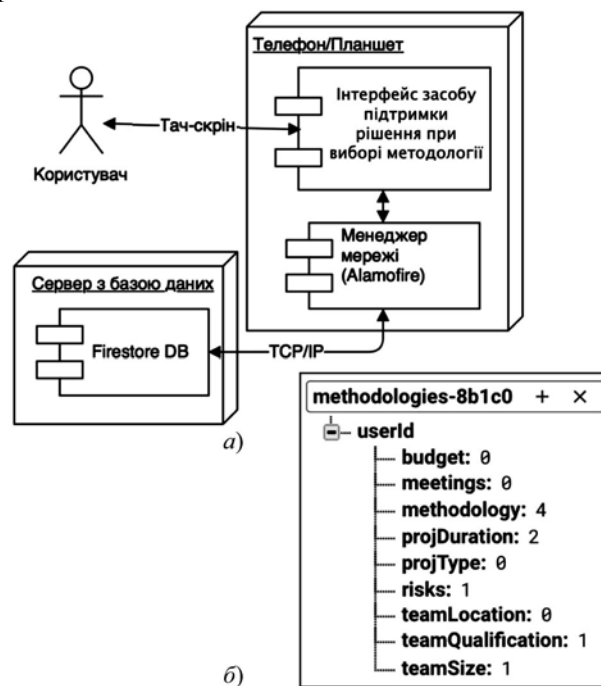 Телефон/Планшет
Інтерфейс засобу
підтримки
рішення при
виборі методології
Тач-скрін
Користувач
Менеджер
мережі
(Alamofire)
Сервер з базою даних
Firestore DB
TCP/IP
а)
methodologies-8b1c0 + ×
userId
budget: 0
meetings: 0
methodology: 4
projDuration: 2
projType: 0
risks: 1
teamLocation: 0
teamQualification: 1
teamSize: 1
б)